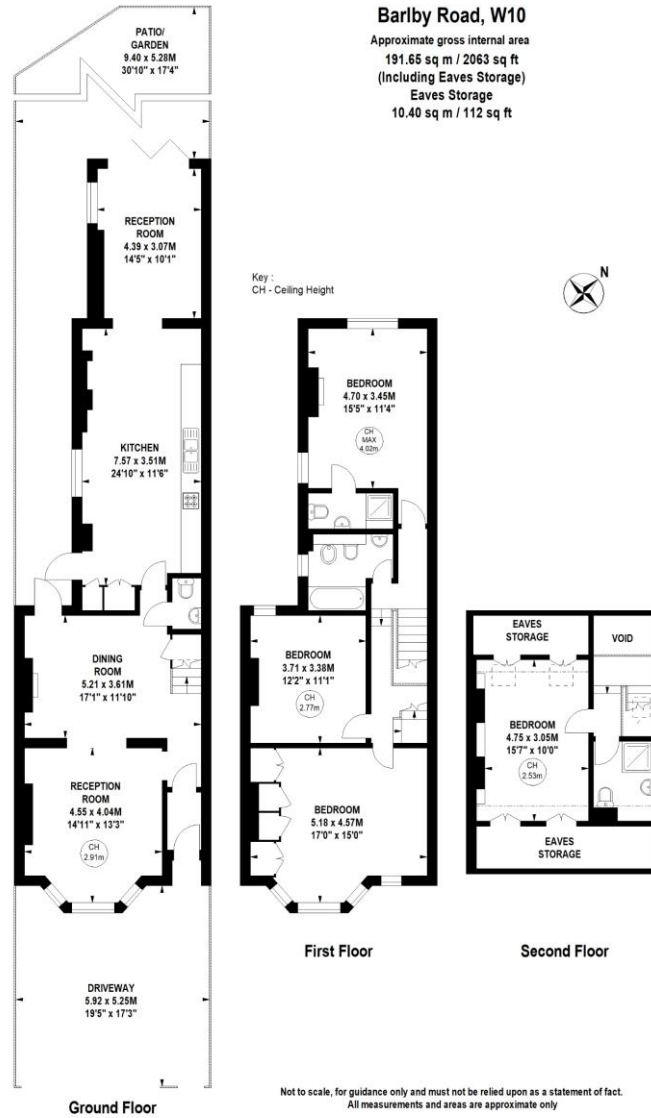 Barlby Road, W10
Approximate gross internal area
191.65 sq m / 2063 sq ft
(Including Eaves Storage)
Eaves Storage
10.40 sq m / 112 sq ft
PATIO/
GARDEN
9.40 x 5.28M
30'10" x 17'4"
RECEPTION
ROOM
4.39 x 3.07M
14'5" x 10'1"
Key :
CH - Ceiling Height
N
KITCHEN
7.57 x 3.51M
24'10" x 11'6"
DINING
ROOM
5.21 x 3.61M
17'1" x 11'10"
RECEPTION
ROOM
4.55 x 4.04M
14'11" x 13'3"
CH
2.91m
DRIVEWAY
5.92 x 5.25M
19'5" x 17'3"
Ground Floor
BEDROOM
4.70 x 3.45M
15'5" x 11'4"
CH
MAX
4.02m
BEDROOM
3.71 x 3.38M
12'2" x 11'1"
CH
2.77m
BEDROOM
5.18 x 4.57M
17'0" x 15'0"
First Floor
EAVES
STORAGE
VOID
BEDROOM
4.75 x 3.05M
15'7" x 10'0"
CH
2.53m
EAVES
STORAGE
Second Floor
Not to scale, for guidance only and must not be relied upon as a statement of fact.
All measurements and areas are approximate only